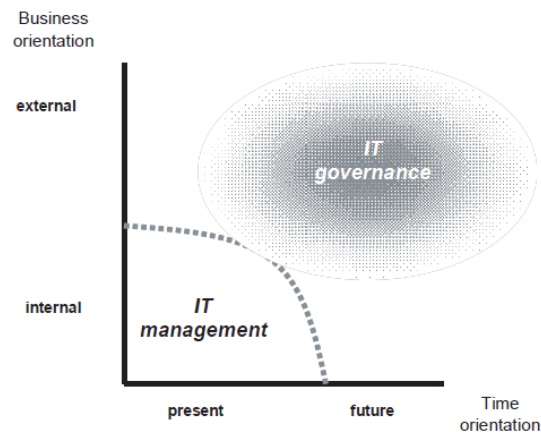 Business
orientation
external
IT
governance
internal
IT
management
present
future
Time
orientation